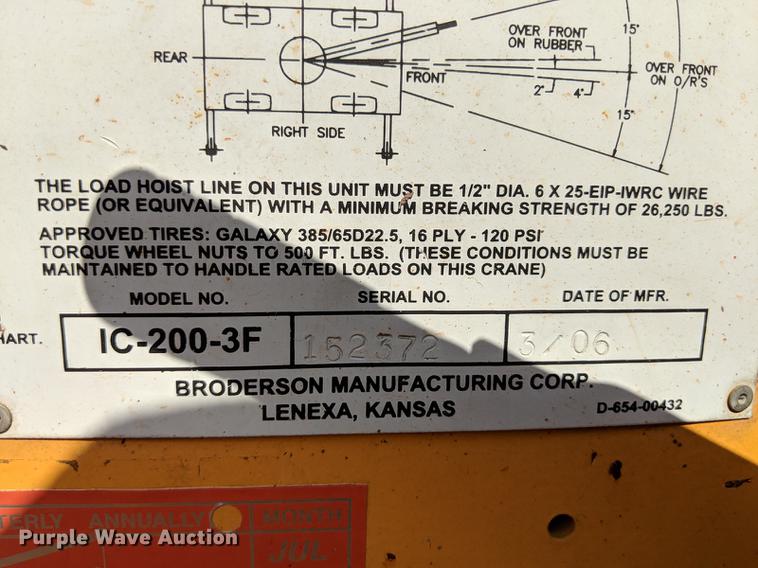 OVER FRONT
ON RUBBER
15°
REAR
FRONT
OVER FRONT
ON O/R'S
2°
4°
15°
RIGHT SIDE
THE LOAD HOIST LINE ON THIS UNIT MUST BE 1/2" DIA. 6 X 25-EIP-IWRC WIRE
ROPE (OR EQUIVALENT) WITH A MINIMUM BREAKING STRENGTH OF 26,250 LBS.
APPROVED TIRES: GALAXY 385/65D22.5, 16 PLY - 120 PSI
TORQUE WHEEL NUTS TO 500 FT. LBS. (THESE CONDITIONS MUST BE
MAINTAINED TO HANDLE RATED LOADS ON THIS CRANE)
MODEL NO. SERIAL NO. DATE OF MFR.
HART. IC-200-3F 152372 3/06
BRODERSON MANUFACTURING CORP.
LENEXA, KANSAS
D-654-00432
TERLY ANNUALLY MONTH
JUL
Purple Wave Auction